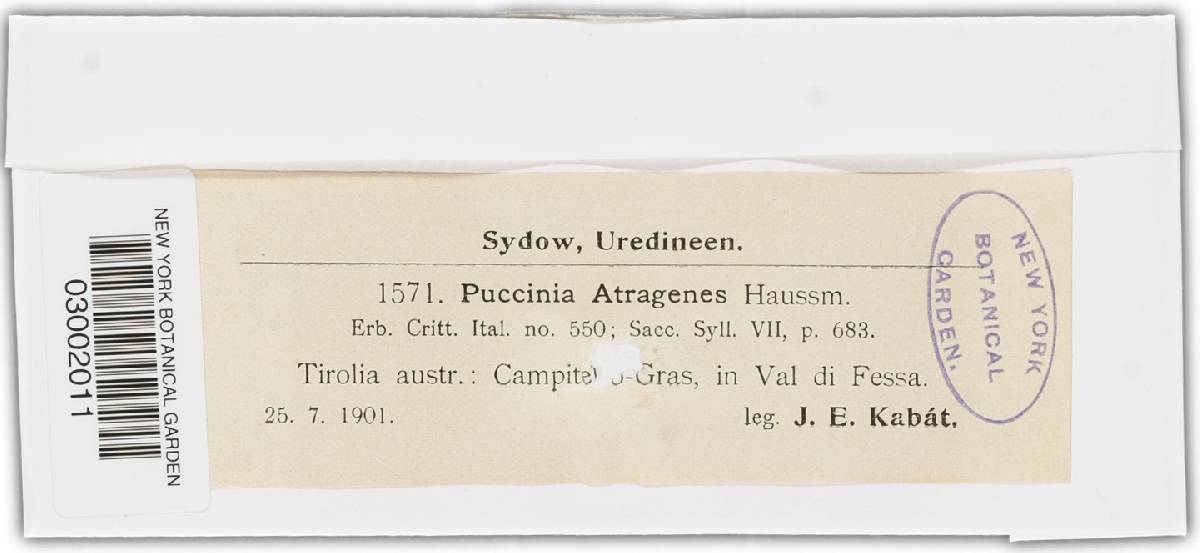 Sydow, Uredineen.
1571. Puccinia Atragenes Haussm.
Erb. Critt. Ital. no. 550; Sacc. Syll. VII, p. 683.
Tirolia austr.: in Val di Fessa.
25. 7. 1901. leg. J. E. Kabát.
NEW YORK
BOTANICAL
GARDEN.
NEW YORK BOTANICAL GARDEN
03002011